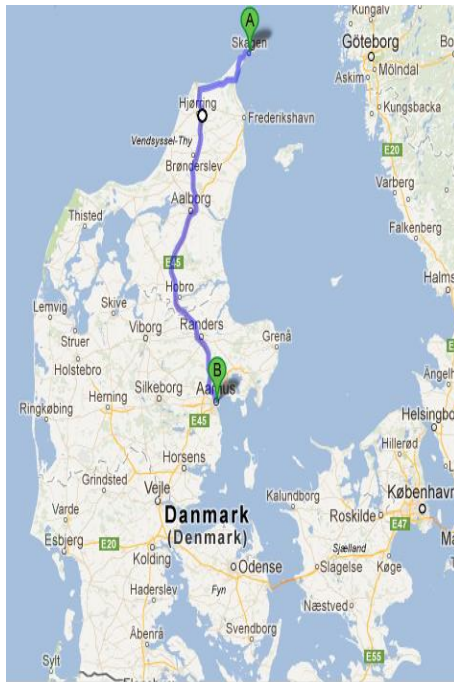 Kungälv
A
Skagen
Göteborg
Mölndal
Askim
Hjørring
Kungsbacka
Frederikshavn
Vendsyssel-Thy
E20
Brønderslev
Varberg
Aalborg
Thisted
Falkenberg
E45
Hobro
Lemvig
Skive
Viborg
Randers
Struer
Grenå
Holstebro
B
Silkeborg
Aarhus
Herning
Ringkøbing
E45
Helsingbo
Hillerød
Horsens
Grindsted
Kalundborg
København
Varde
Vejle
Danmark
(Denmark)
Roskilde
E47
Esbjerg
E20
Kolding
Odense
Sjælland
Slagelse
Køge
Haderslev
Fyn
Næstved
Svendborg
Åbenrå
Sylt
E55